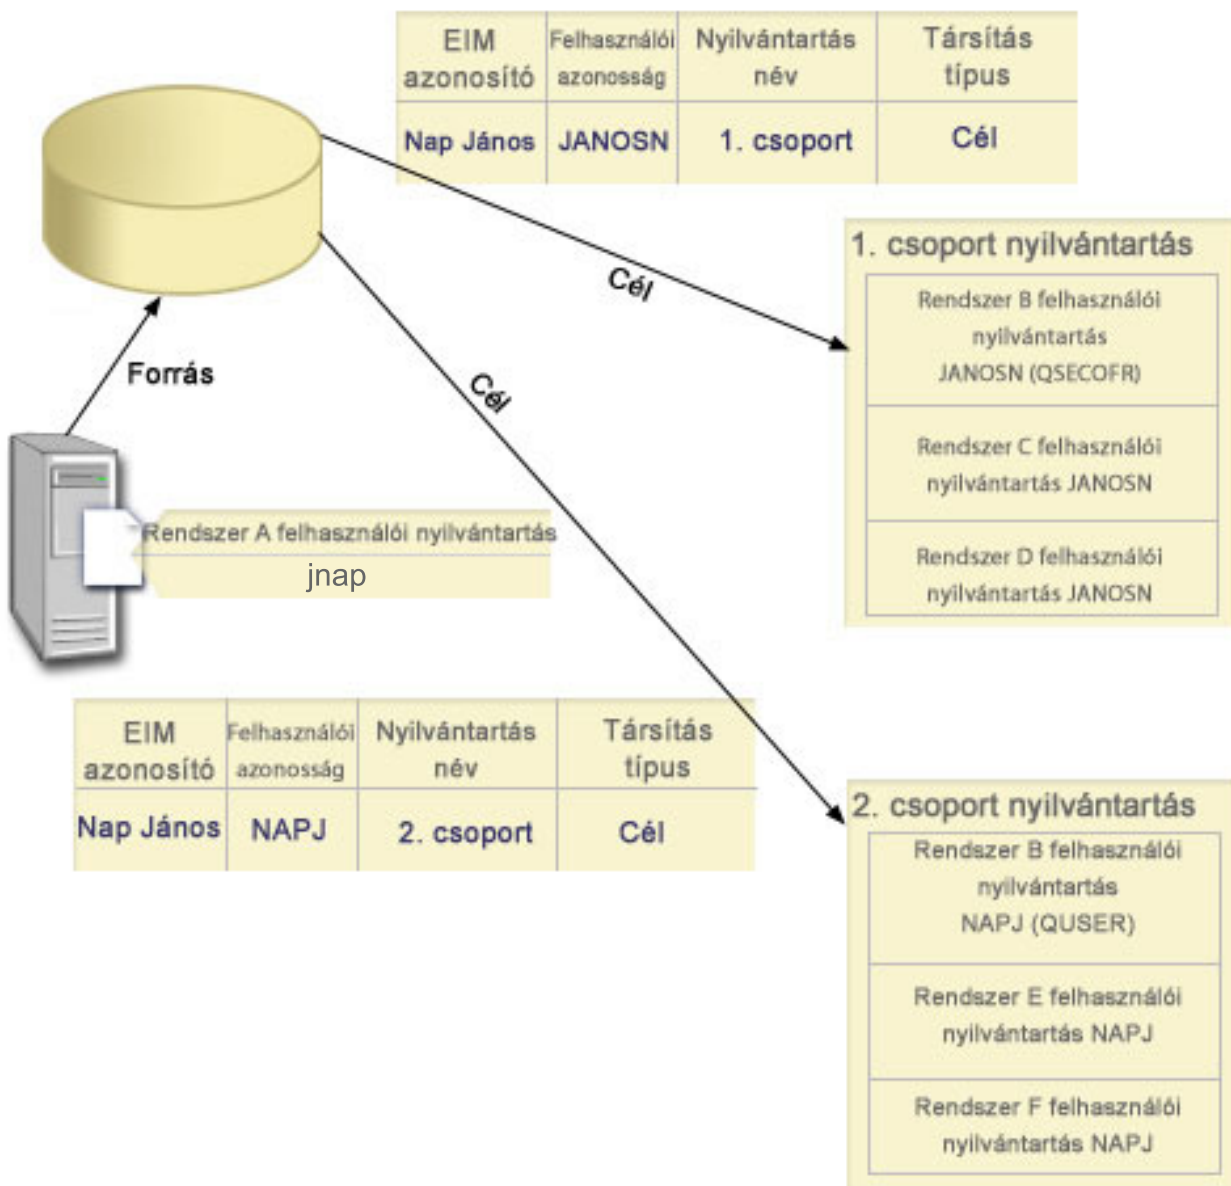 EIM azonosító
Felhasználói azonosság
Nyilvántartás név
Társítás típus
Nap János
JANOSN
1. csoport
Cél
1. csoport nyilvántartás
Rendszer B felhasználói
nyilvántartás
JANOSN (QSECOFR)
Rendszer C felhasználói
nyilvántartás JANOSN
Rendszer D felhasználói
nyilvántartás JANOSN
Cél
Cél
Forrás
Rendszer A felhasználói nyilvántartás
jnap
EIM azonosító
Felhasználói azonosság
Nyilvántartás név
Társítás típus
Nap János
NAPJ
2. csoport
Cél
2. csoport nyilvántartás
Rendszer B felhasználói
nyilvántartás
NAPJ (QUSER)
Rendszer E felhasználói
nyilvántartás NAPJ
Rendszer F felhasználói
nyilvántartás NAPJ